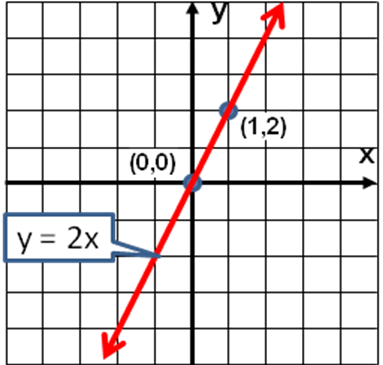 y
(1,2)
x
(0,0)
y = 2x